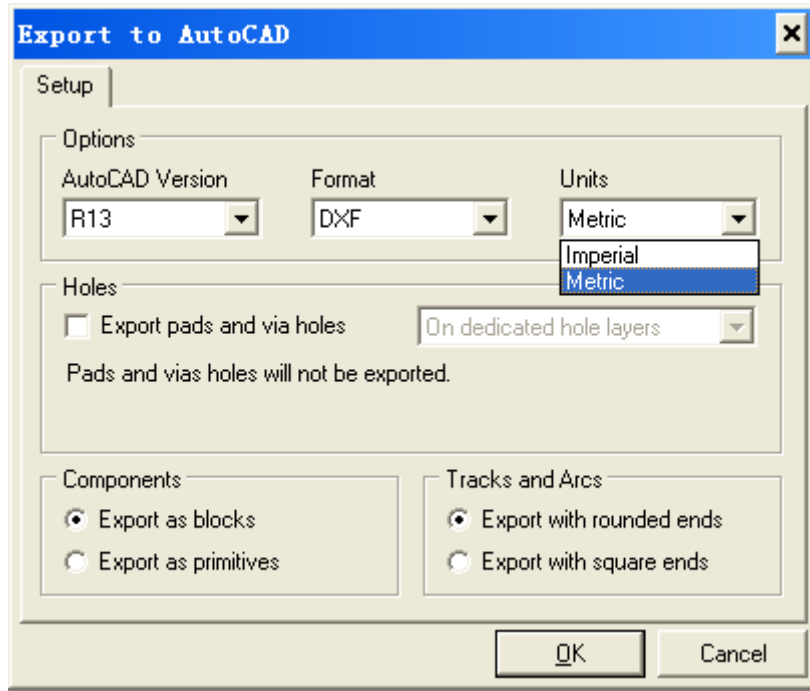 Export to AutoCAD
Setup
Options
AutoCAD Version Format Units
R13 DXF Metric
Imperial
Metric
Holes
Export pads and via holes On dedicated hole layers
Pads and vias holes will not be exported.
Components Tracks and Arcs
Export as blocks Export with rounded ends
Export as primitives Export with square ends
OK Cancel